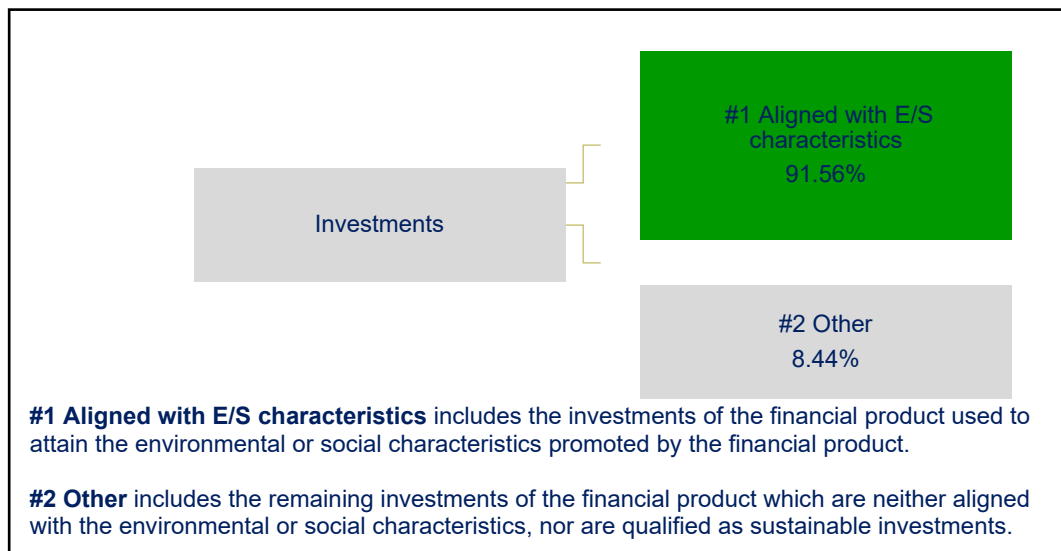 #1 Aligned with E/S
characteristics
91.56%
Investments
#2 Other
8.44%
#1 Aligned with E/S characteristics includes the investments of the financial product used to
attain the environmental or social characteristics promoted by the financial product.
#2 Other includes the remaining investments of the financial product which are neither aligned
with the environmental or social characteristics, nor are qualified as sustainable investments.